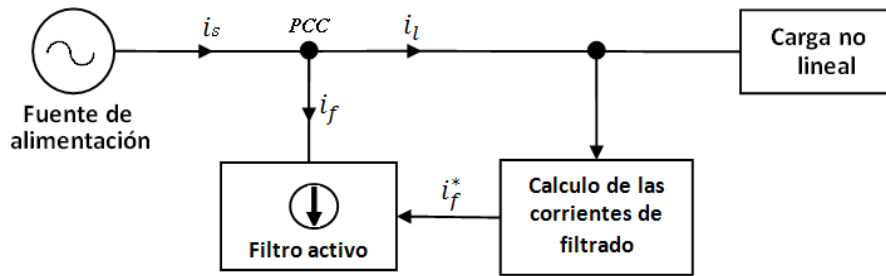 i_s
PCC
i_l
Carga no
lineal
Fuente de
alimentación
i_f
Filtro activo
i_f^*
Calculo de las
corrientes de
filtrado